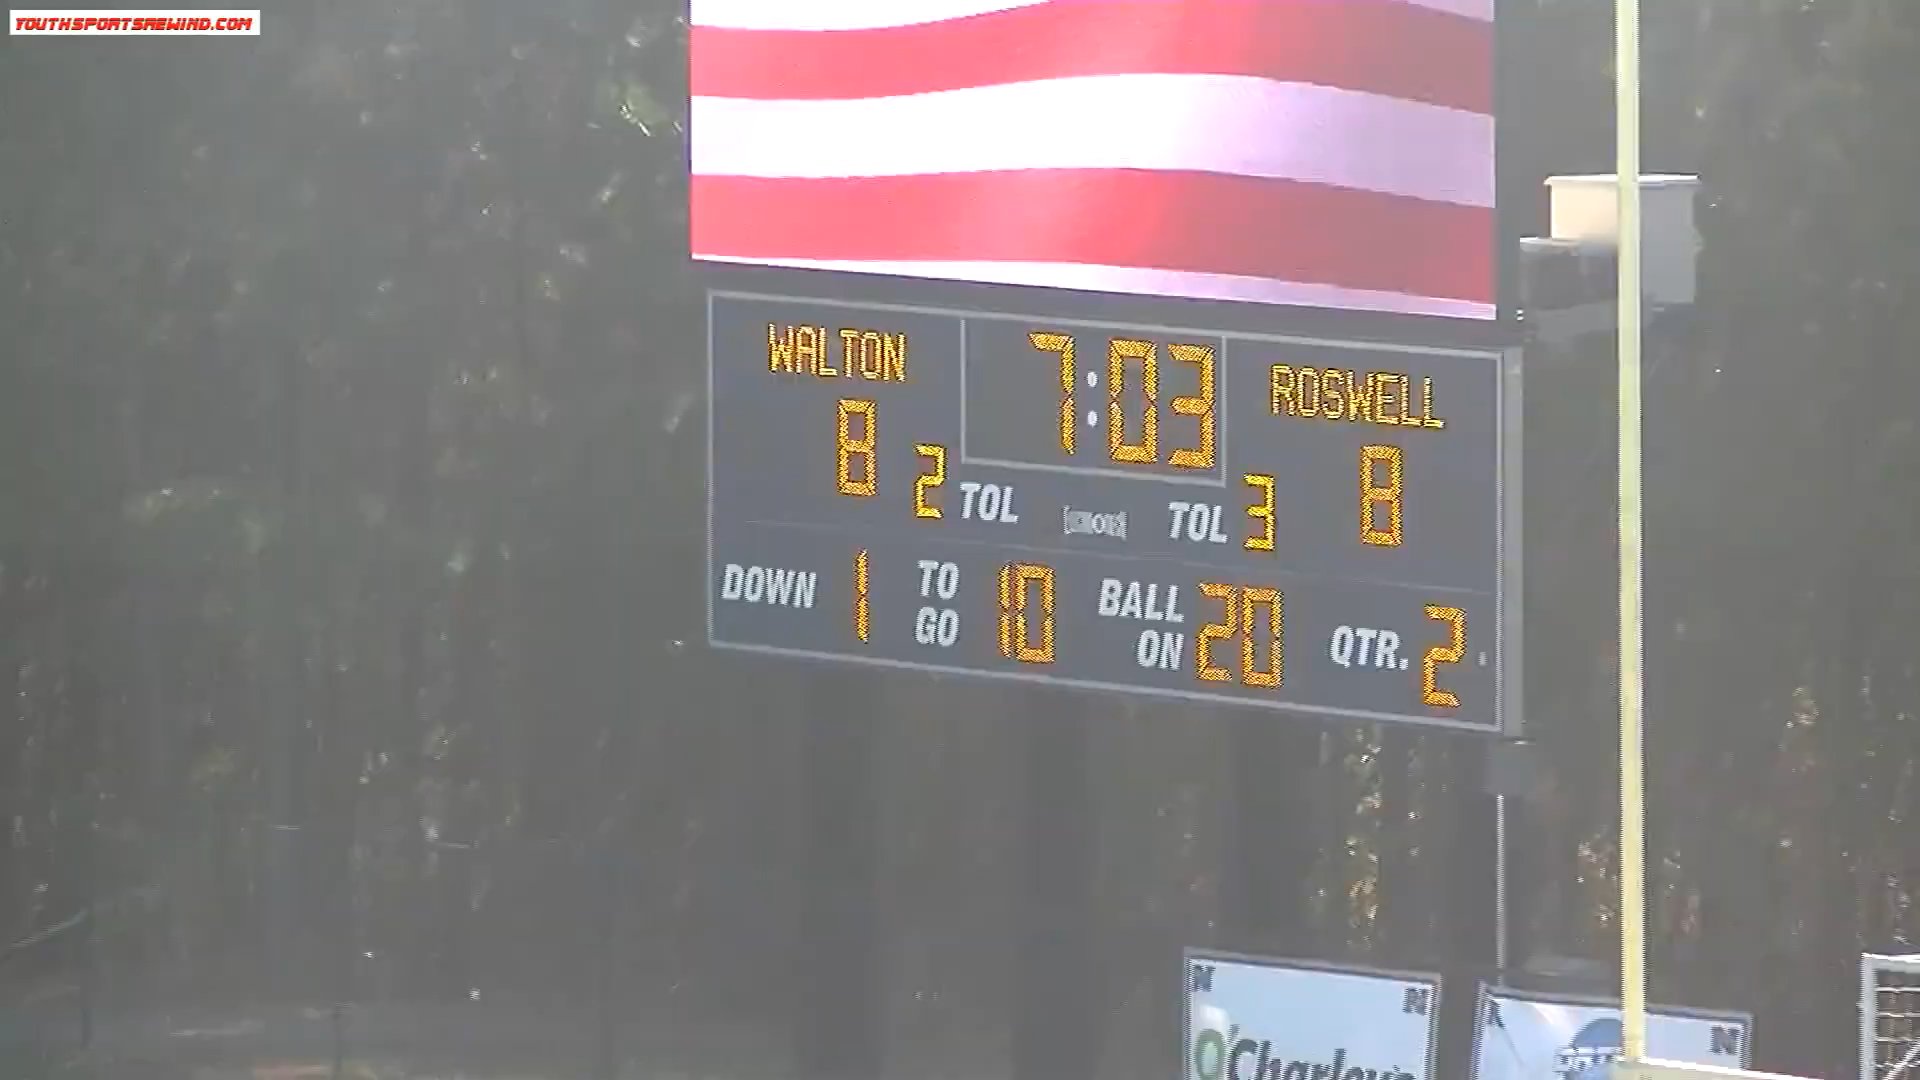 YOUTHSPORTSREWIND.COM
WALTON 7:03 ROSWELL
8 2 TOL TOL 3 8
DOWN 1 TO GO 10 BALL ON 20 QTR. 2
N N
O'Charley's
N